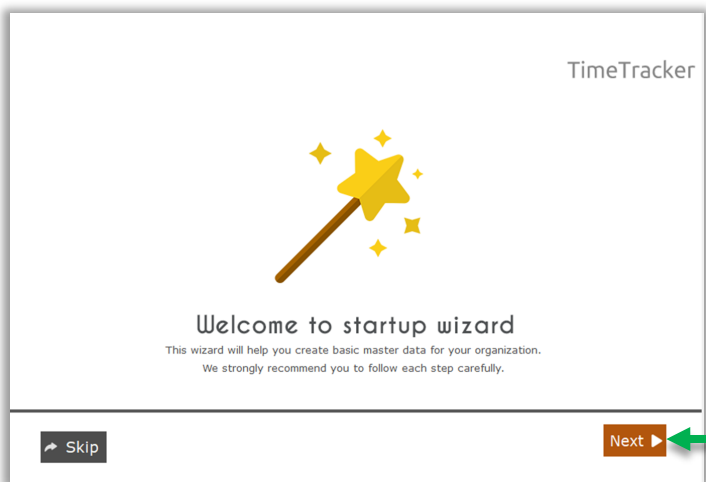 TimeTracker
Welcome to startup wizard
This wizard will help you create basic master data for your organization.
We strongly recommend you to follow each step carefully.
Skip
Next